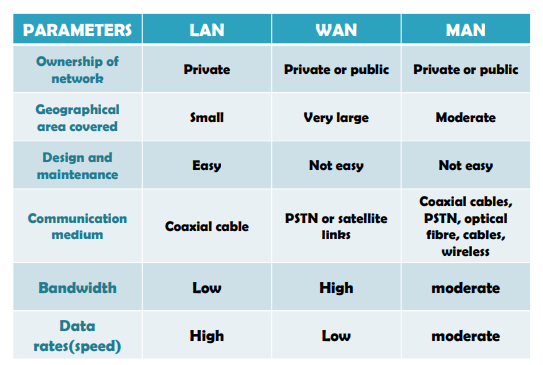 PARAMETERS LAN WAN MAN
Ownership of
network
Private
Private or public
Private or public
Geographical
area covered
Small
Very large
Moderate
Design and
maintenance
Easy
Not easy
Not easy
Communication
medium
Coaxial cable
PSTN or satellite
links
Coaxial cables,
PSTN, optical
fibre, cables,
wireless
Bandwidth
Low
High
moderate
Data
rates(speed)
High
Low
moderate